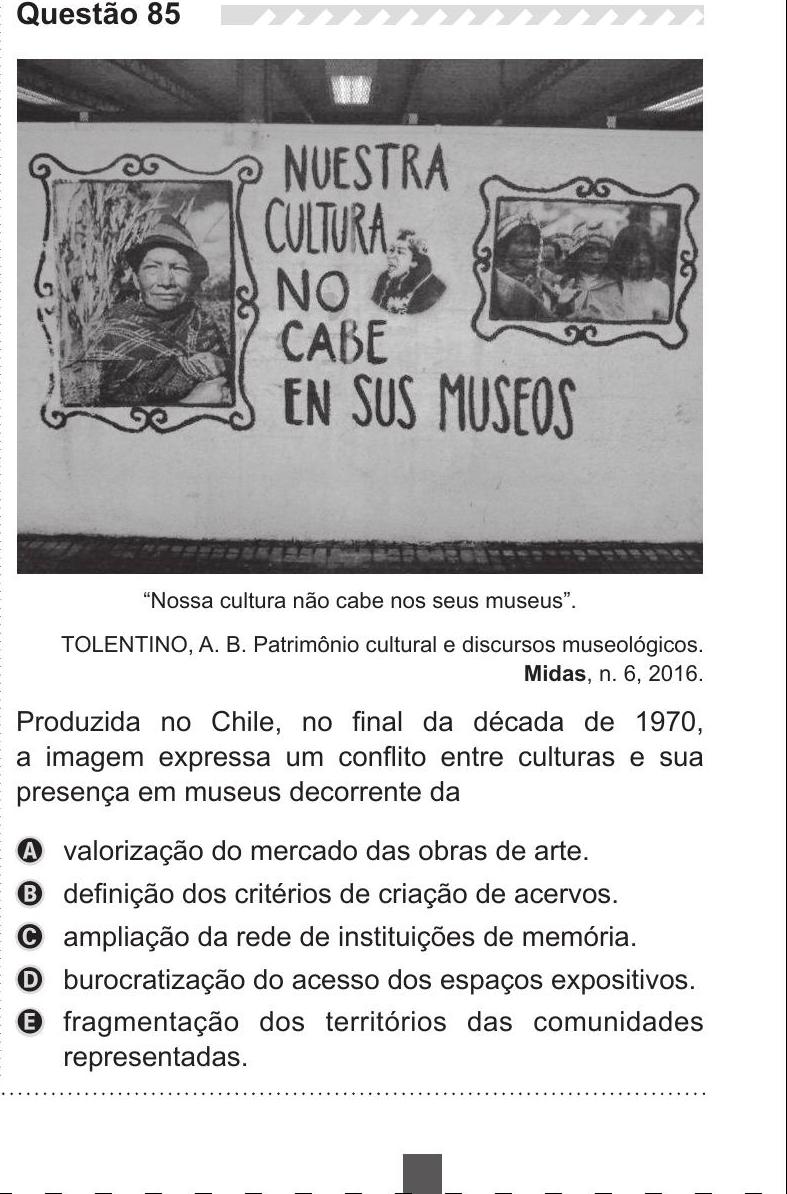 Questão 85
NUESTRA
CULTURA
NO
CABE
EN SUS MUSEOS
“Nossa cultura não cabe nos seus museus”.
TOLENTINO, A. B. Patrimônio cultural e discursos museológicos.
Midas, n. 6, 2016.
Produzida no Chile, no final da década de 1970,
a imagem expressa um conflito entre culturas e sua
presença em museus decorrente da
A valorização do mercado das obras de arte.
B definição dos critérios de criação de acervos.
C ampliação da rede de instituições de memória.
D burocratização do acesso dos espaços expositivos.
E fragmentação dos territórios das comunidades
representadas.